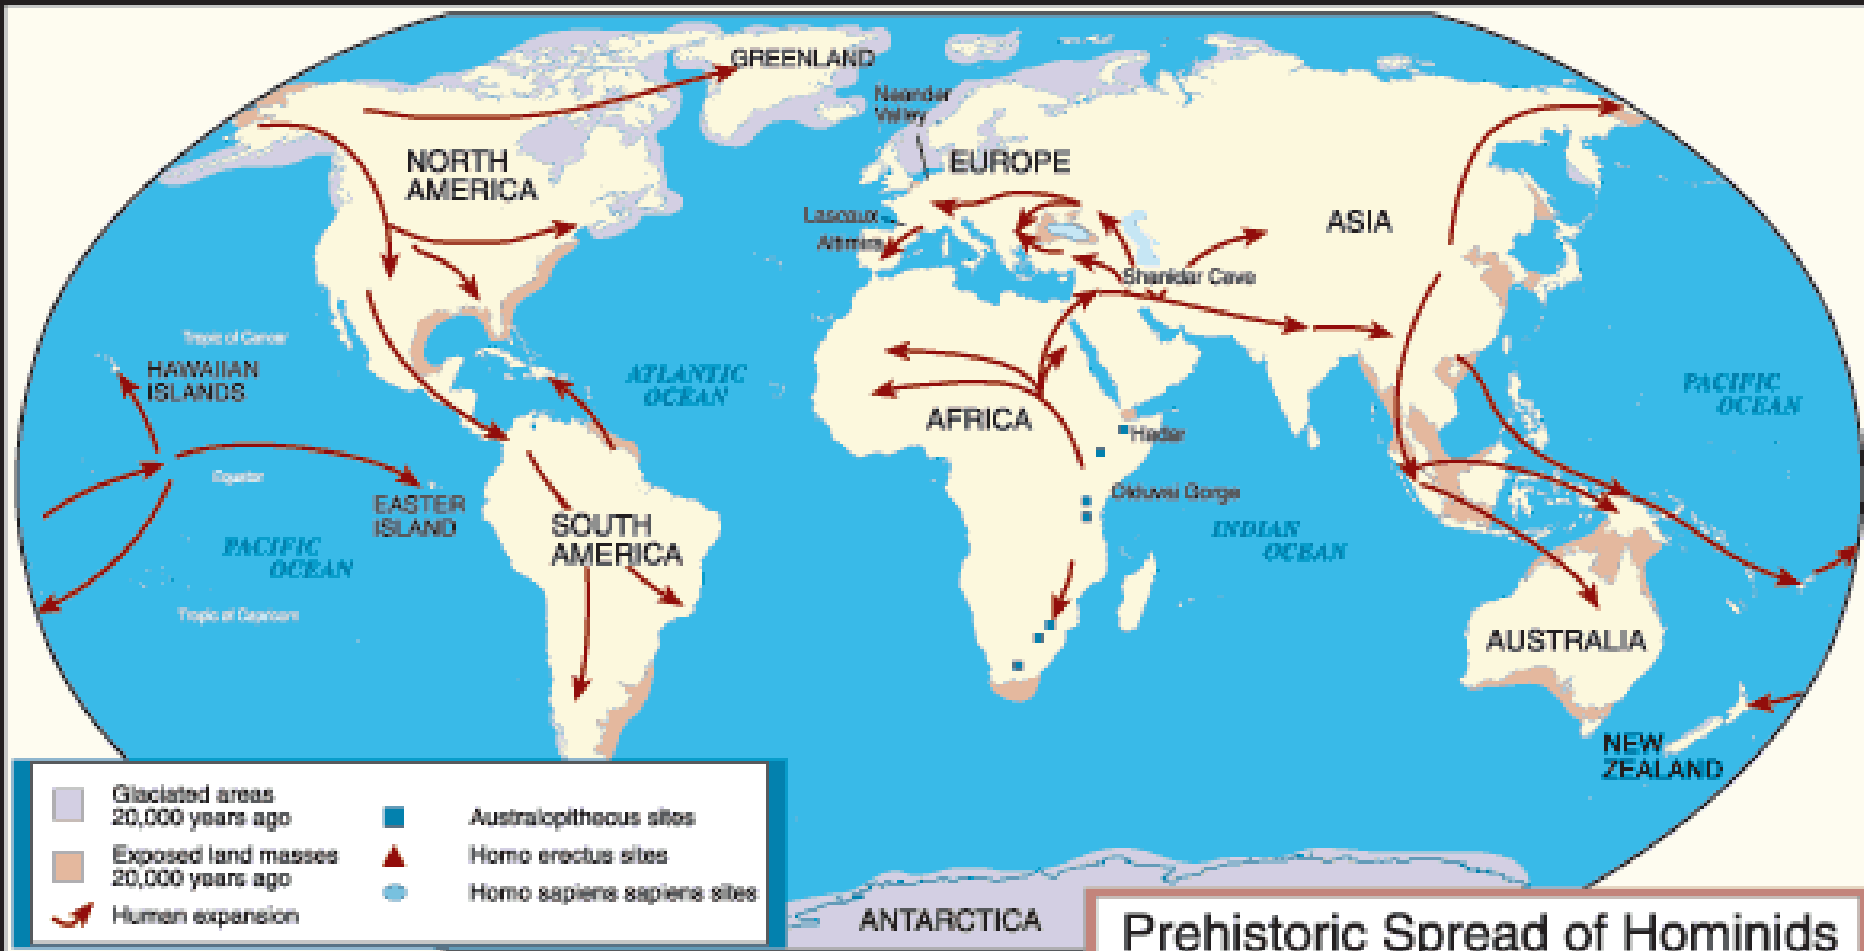 GREENLAND
Neander
Valley
NORTH
AMERICA
EUROPE
Lascaux
Altimira
ASIA
Shanidar Cave
Tropic of Cancer
HAWAIIAN
ISLANDS
ATLANTIC
OCEAN
PACIFIC
OCEAN
AFRICA
Hadar
Equator
EASTER
ISLAND
Olduvai Gorge
SOUTH
AMERICA
INDIAN
OCEAN
PACIFIC
OCEAN
Tropic of Capricorn
AUSTRALIA
NEW
ZEALAND
Glaciated areas
20,000 years ago
Exposed land masses
20,000 years ago
Human expansion
Australopithecus sites
Homo erectus sites
Homo sapiens sapiens sites
ANTARCTICA
Prehistoric Spread of Hominids